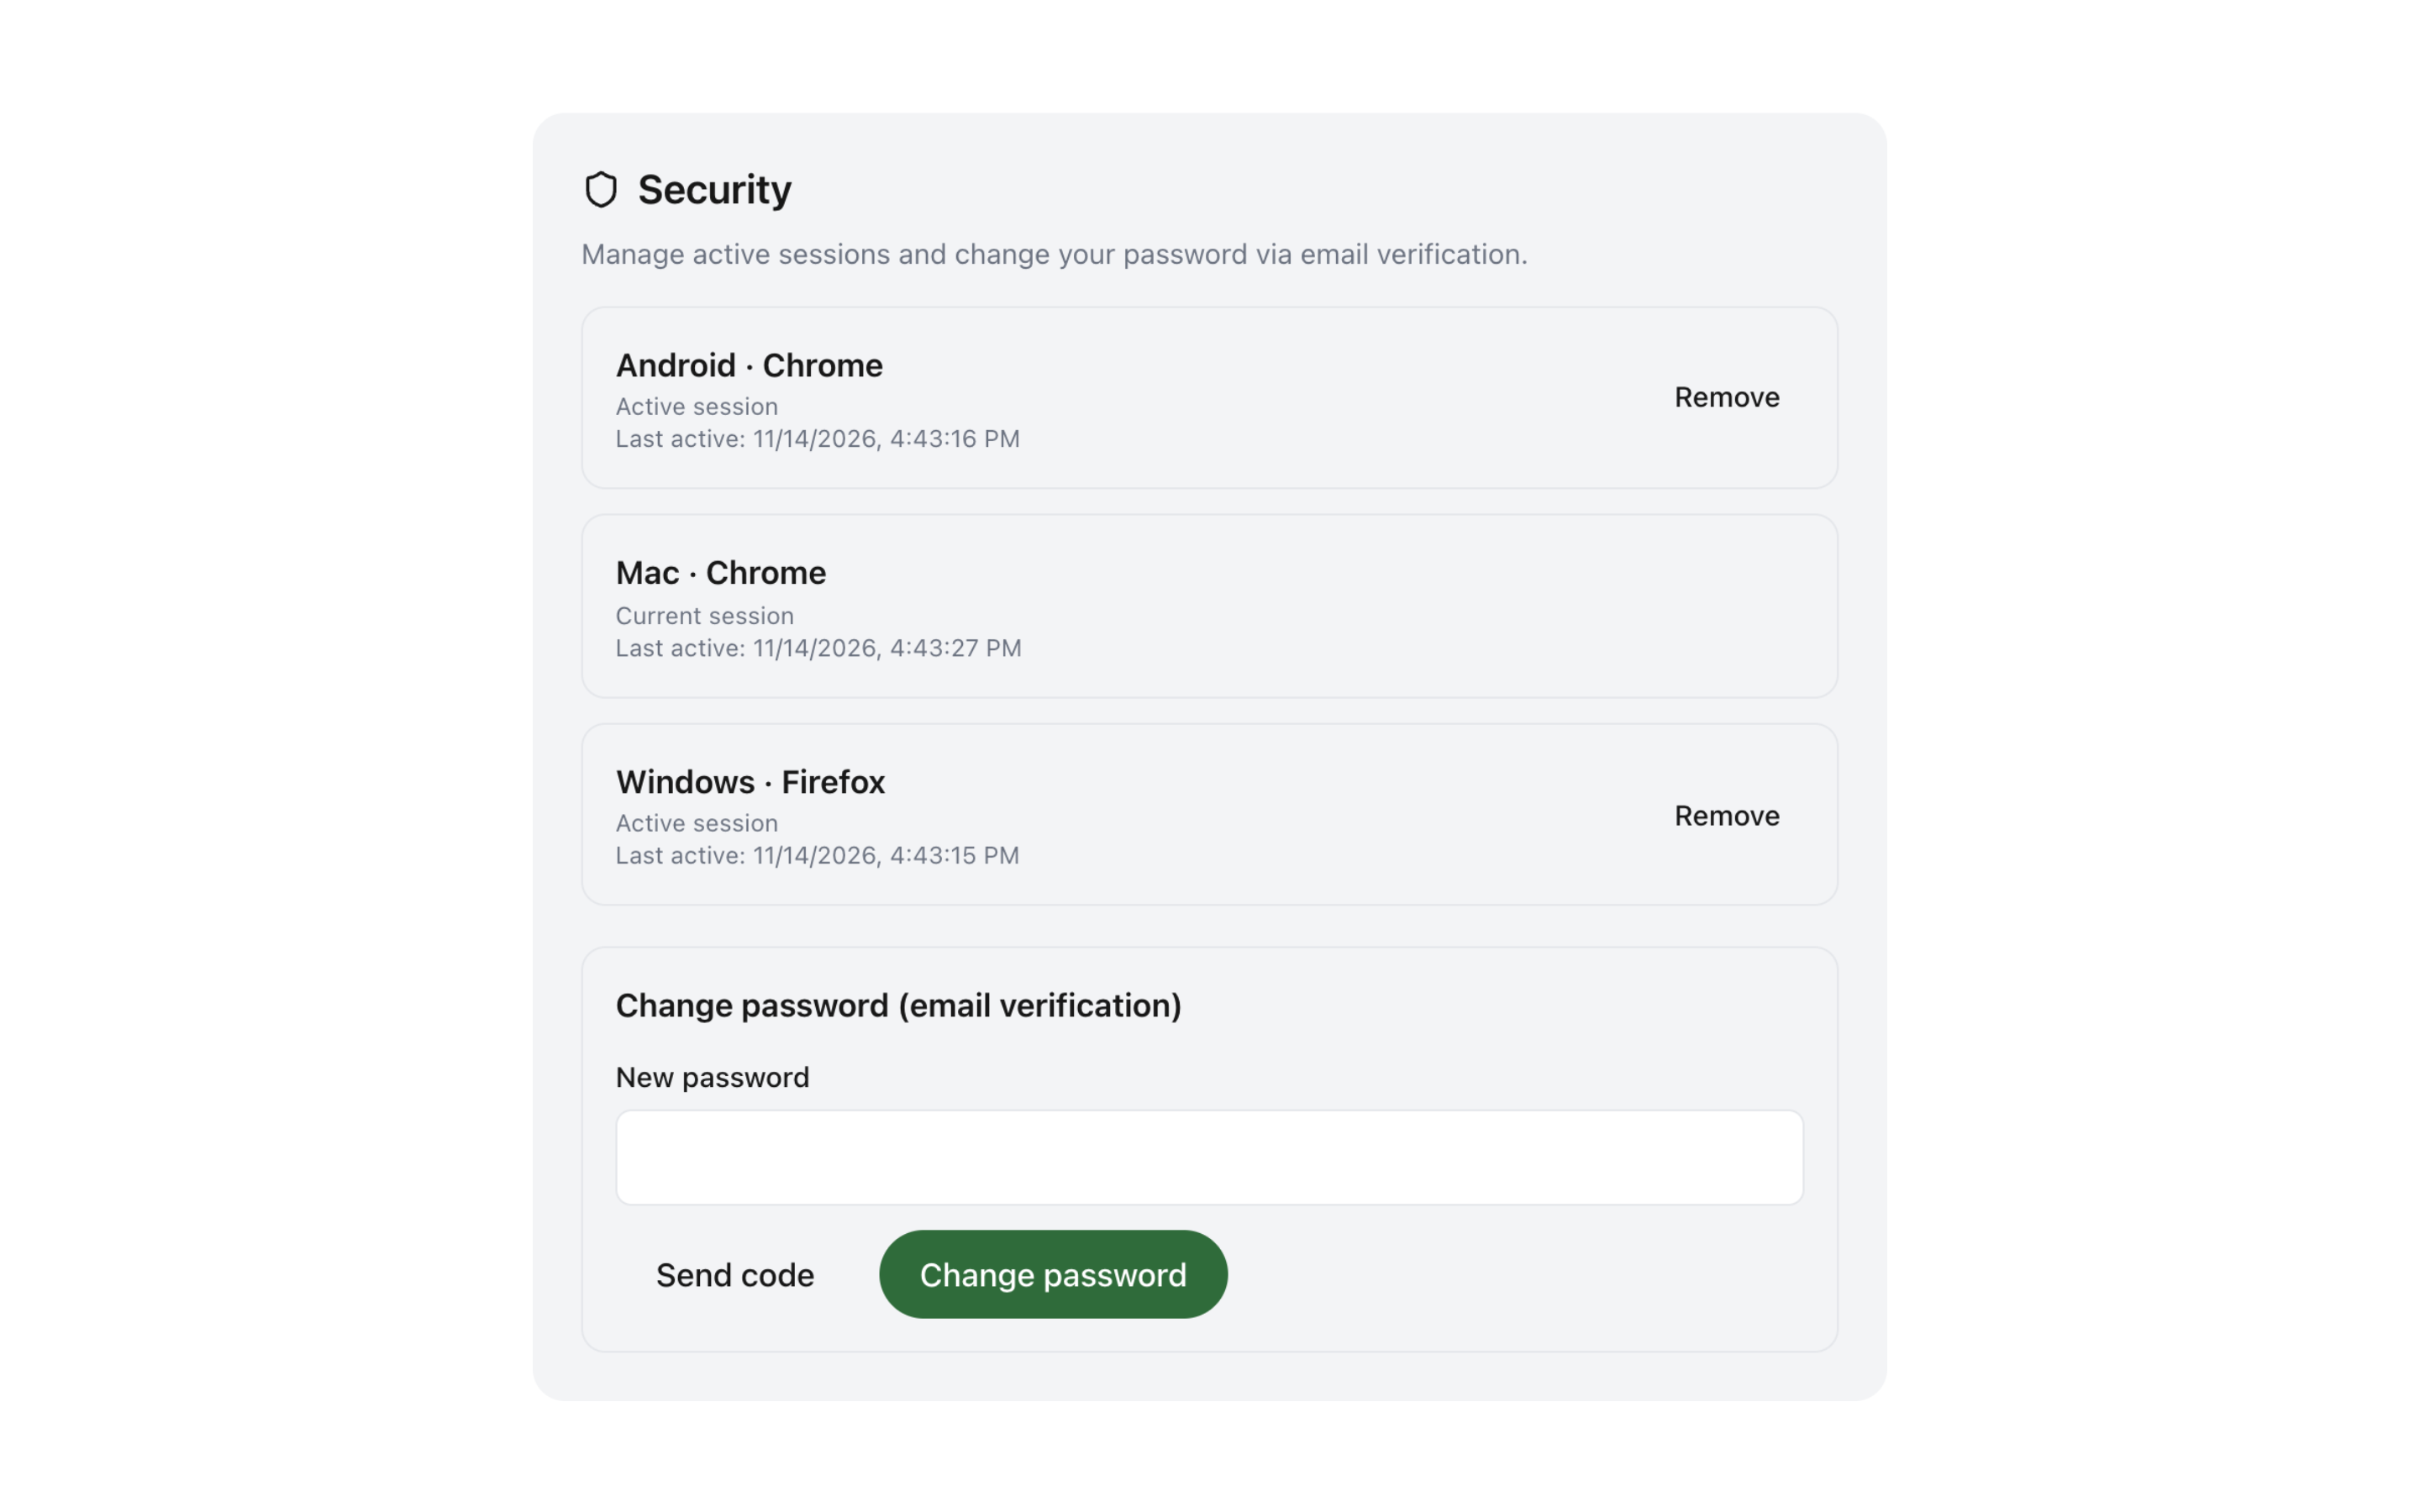 Security
Manage active sessions and change your password via email verification.
Android · Chrome
Active session
Last active: 11/14/2026, 4:43:16 PM
Remove
Mac · Chrome
Current session
Last active: 11/14/2026, 4:43:27 PM
Windows · Firefox
Active session
Last active: 11/14/2026, 4:43:15 PM
Remove
Change password (email verification)
New password
Send code
Change password